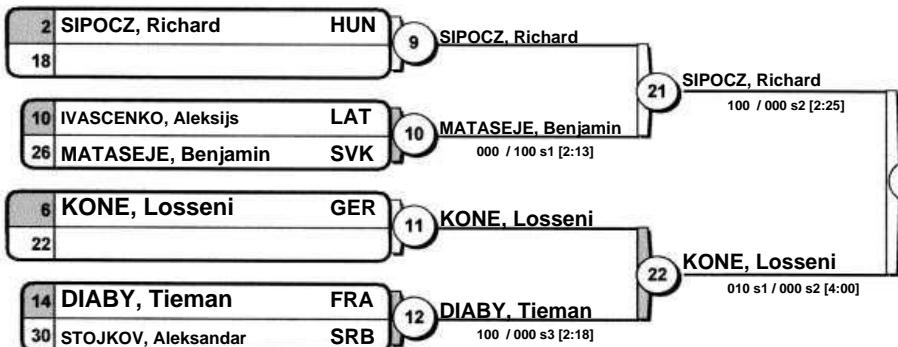 2 SIPOCZ, Richard HUN
18
9
SIPOCZ, Richard
10 IVASCENKO, Aleksijs LAT
26 MATASEJE, Benjamin SVK
10
MATASEJE, Benjamin
000 / 100 s1 [2:13]
21
SIPOCZ, Richard
100 / 000 s2 [2:25]
6 KONE, Losseni GER
22
11
KONE, Losseni
14 DIABY, Tieman FRA
30 STOJKOV, Aleksandar SRB
12
DIABY, Tieman
100 / 000 s3 [2:18]
22
KONE, Losseni
010 s1 / 000 s2 [4:00]